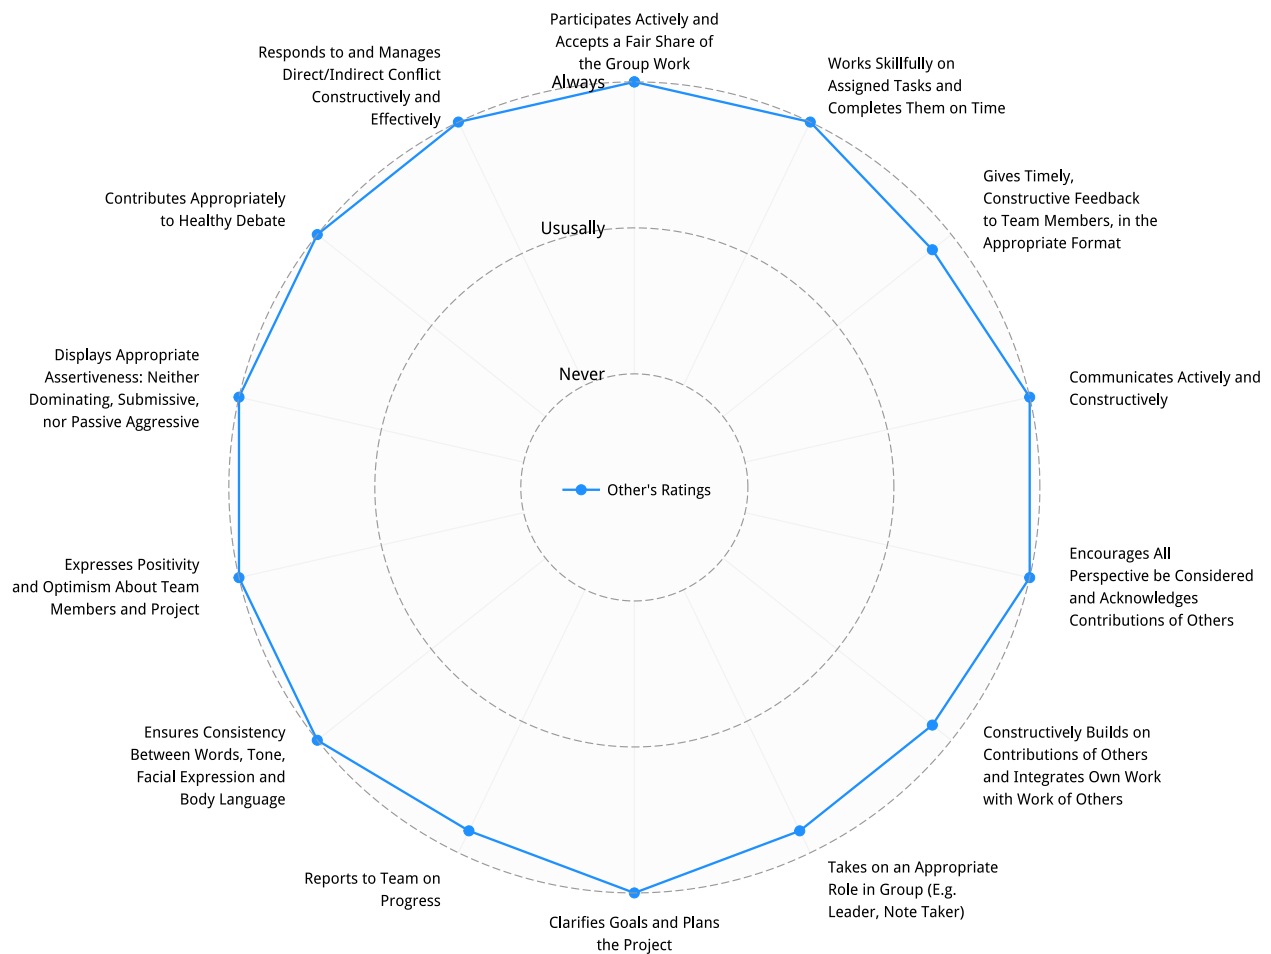 Participates Actively and
Accepts a Fair Share of
the Group Work
Works Skillfully on
Assigned Tasks and
Completes Them on Time
Gives Timely,
Constructive Feedback
to Team Members, in the
Appropriate Format
Communicates Actively and
Constructively
Encourages All
Perspective be Considered
and Acknowledges
Contributions of Others
Constructively Builds on
Contributions of Others
and Integrates Own Work
with Work of Others
Takes on an Appropriate
Role in Group (E.g.
Leader, Note Taker)
Clarifies Goals and Plans
the Project
Reports to Team on
Progress
Ensures Consistency
Between Words, Tone,
Facial Expression and
Body Language
Expresses Positivity
and Optimism About Team
Members and Project
Displays Appropriate
Assertiveness: Neither
Dominating, Submissive,
nor Passive Aggressive
Contributes Appropriately
to Healthy Debate
Responds to and Manages
Direct/Indirect Conflict
Constructively and
Effectively
Always
Ususally
Never
Other's Ratings